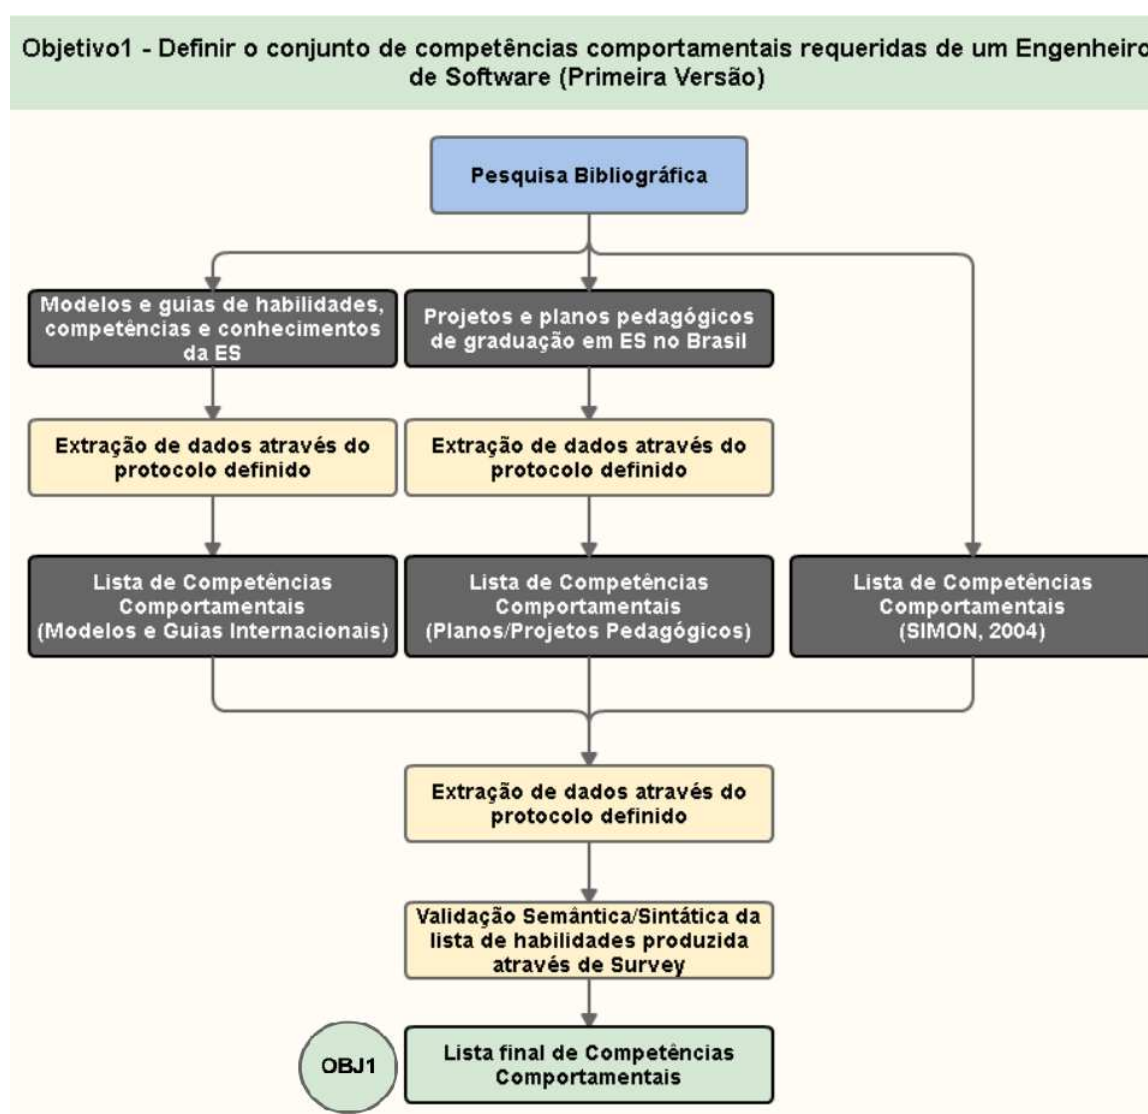 Objetivo1 - Definir o conjunto de competências comportamentais requeridas de um Engenheiro
de Software (Primeira Versão)
Pesquisa Bibliográfica
Modelos e guias de habilidades,
competências e conhecimentos
da ES
Projetos e planos pedagógicos
de graduação em ES no Brasil
Extração de dados através do
protocolo definido
Extração de dados através do
protocolo definido
Lista de Competências
Comportamentais
(Modelos e Guias Internacionais)
Lista de Competências
Comportamentais
(Planos/Projetos Pedagógicos)
Lista de Competências
Comportamentais
(SIMON, 2004)
Extração de dados através do
protocolo definido
Validação Semântica/Sintática da
lista de habilidades produzida
através de Survey
OBJ1
Lista final de Competências
Comportamentais